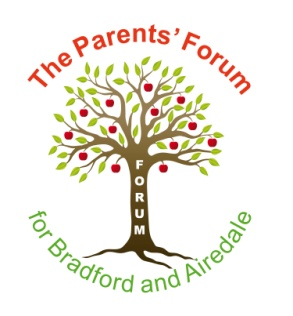 The Parents' Forum
FORUM
for Bradford and Airedale